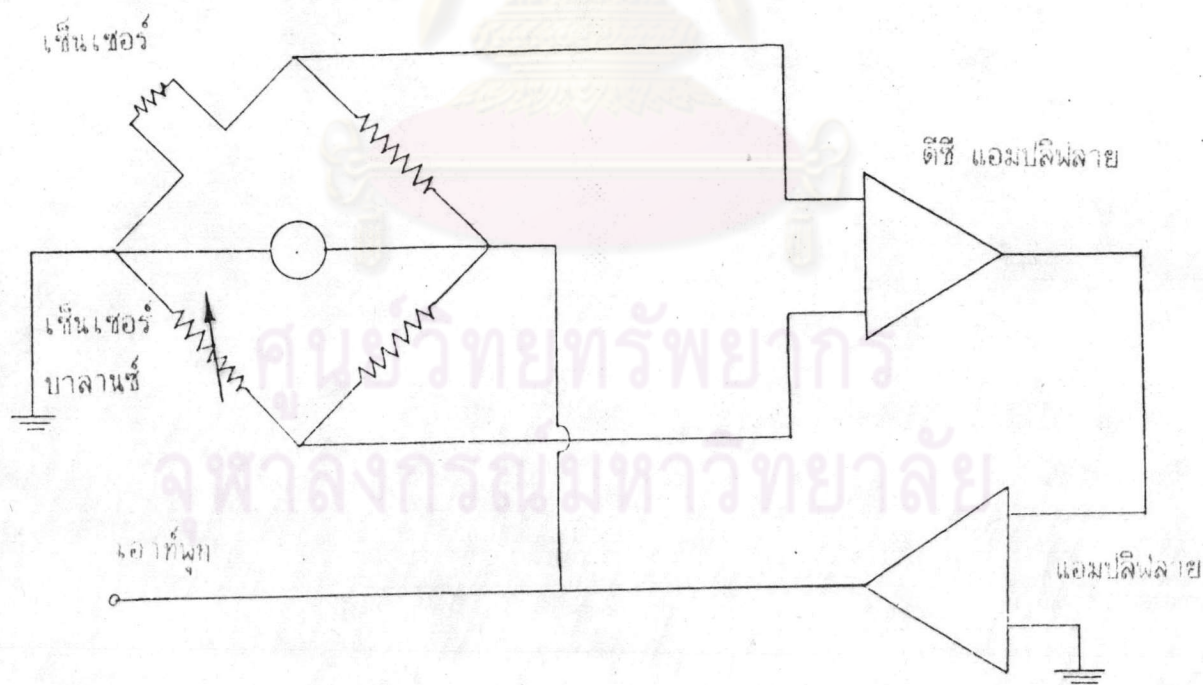 เซ็นเซอร์
ดีซี แอมปลิฟลาย
เซ็นเซอร์
บาลานซ์
ศูนย์วิทยทรัพยากร
จุฬาลงกรณ์มหาวิทยาลัย
เอาท์พุท
แอมปลิฟลาย